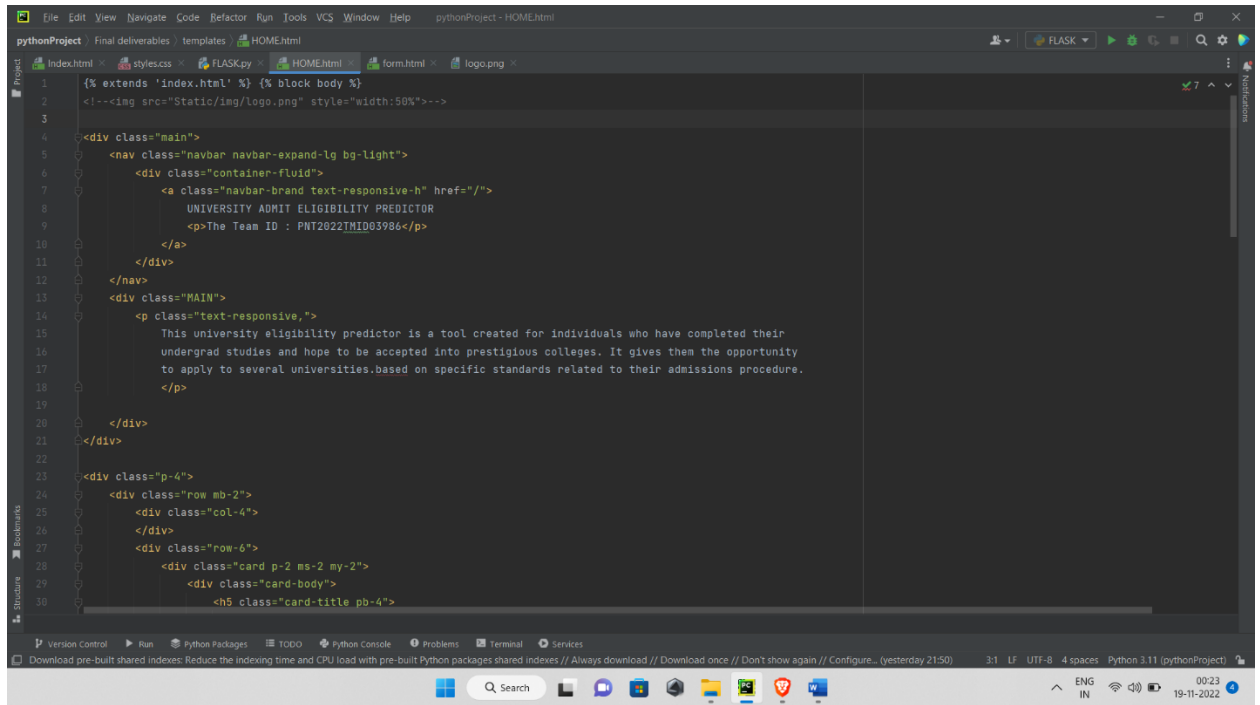 File Edit View Navigate Code Refactor Run Tools VCS Window Help pythonProject - HOME.html
pythonProject Final deliverables templates HOME.html FLASK
Index.html styles.css FLASK.py HOME.html form.html logo.png
Project
Notifications
7
1 {% extends 'index.html' %} {% block body %}
2 <!--<img src="Static/img/logo.png" style="width:50%">-->
3
4 <div class="main">
5 <nav class="navbar navbar-expand-lg bg-light">
6 <div class="container-fluid">
7 <a class="navbar-brand text-responsive-h" href="/">
8 UNIVERSITY ADMIT ELIGIBILITY PREDICTOR
9 <p>The Team ID : PNT2022TMID03986</p>
10 </a>
11 </div>
12 </nav>
13 <div class="MAIN">
14 <p class="text-responsive,">
15 This university eligibility predictor is a tool created for individuals who have completed their
16 undergrad studies and hope to be accepted into prestigious colleges. It gives them the opportunity
17 to apply to several universities.based on specific standards related to their admissions procedure.
18 </p>
19
20 </div>
21 </div>
22
23 <div class="p-4">
24 <div class="row mb-2">
25 <div class="col-4">
26 </div>
27 <div class="row-6">
28 <div class="card p-2 ms-2 my-2">
29 <div class="card-body">
30 <h5 class="card-title pb-4">
Bookmarks
Structure
Version Control Run Python Packages TODO Python Console Problems Terminal Services
Download pre-built shared indexes: Reduce the indexing time and CPU load with pre-built Python packages shared indexes // Always download // Download once // Don't show again // Configure... (yesterday 21:50) 3:1 LF UTF-8 4 spaces Python 3.11 (pythonProject)
Search PC W ENG 00:23
IN 19-11-2022 4